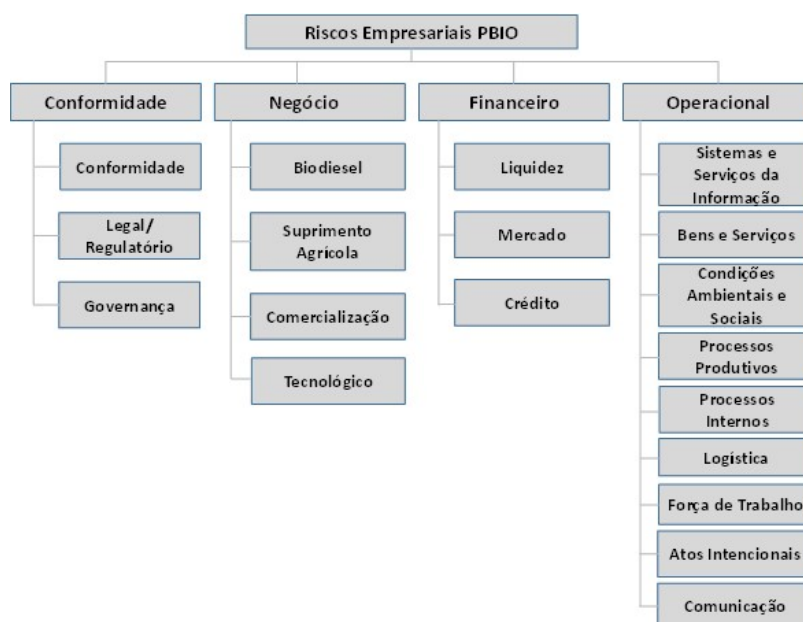 Riscos Empresariais PBIO
Conformidade
Conformidade
Legal/
Regulatório
Governança
Negócio
Biodiesel
Suprimento
Agrícola
Comercialização
Tecnológico
Financeiro
Liquidez
Mercado
Crédito
Operacional
Sistemas e
Serviços da
Informação
Bens e Serviços
Condições
Ambientais e
Sociais
Processos
Produtivos
Processos
Internos
Logística
Força de Trabalho
Atos Intencionais
Comunicação